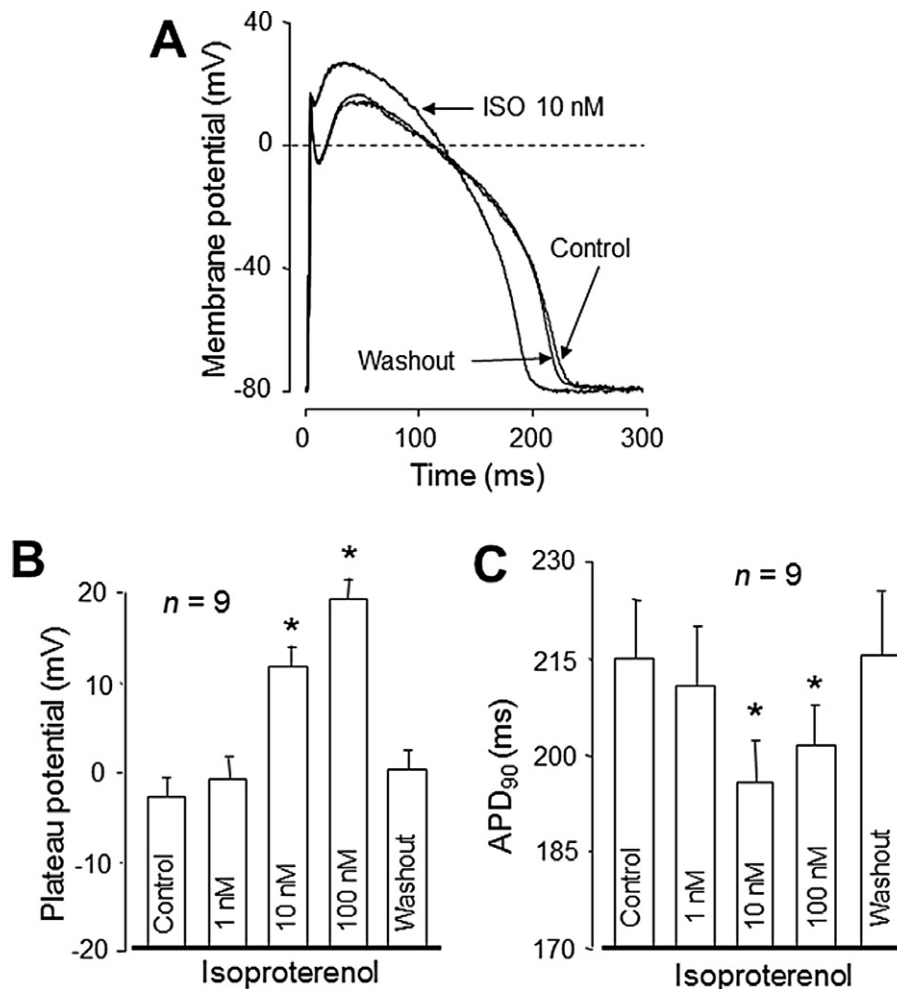 A
Membrane potential (mV)
40
0
-40
-80
ISO 10 nM
Control
Washout
0 100 200 300
Time (ms)
B
Plateau potential (mV)
20
10
0
-10
-20
n = 9
*
*
Control
1 nM
10 nM
100 nM
Washout
Isoproterenol
C
APD90 (ms)
230
215
200
185
170
n = 9
*
*
Control
1 nM
10 nM
100 nM
Washout
Isoproterenol